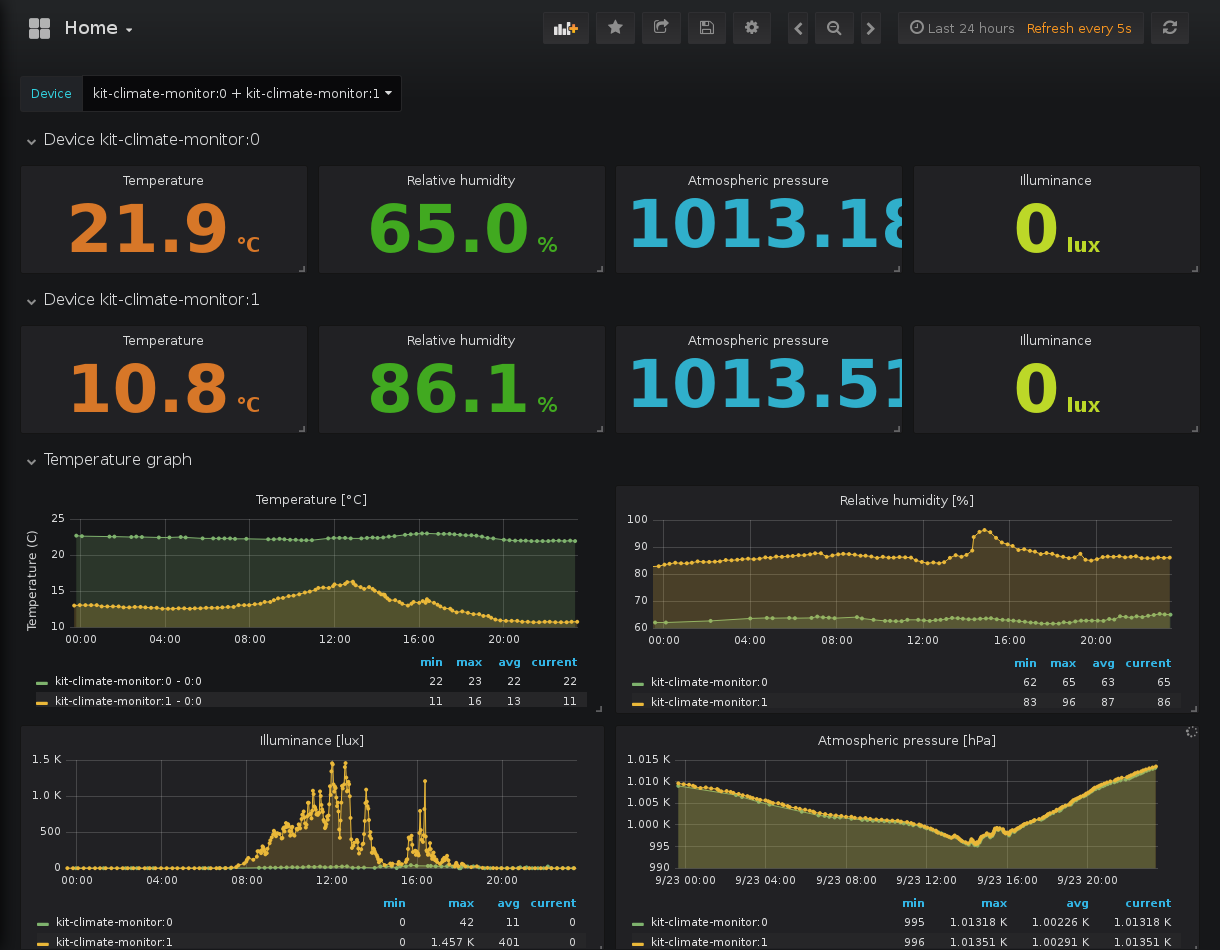 Home
Last 24 hours Refresh every 5s
Device kit-climate-monitor:0 + kit-climate-monitor:1
Device kit-climate-monitor:0
Temperature Relative humidity Atmospheric pressure Illuminance
21.9 °C 65.0 % 1013.18 0 lux
Device kit-climate-monitor:1
Temperature Relative humidity Atmospheric pressure Illuminance
10.8 °C 86.1 % 1013.51 0 lux
Temperature graph
Temperature [°C]
Temperature (C)
25
20
15
10
00:00 04:00 08:00 12:00 16:00 20:00
min max avg current
kit-climate-monitor:0 - 0:0 22 23 22 22
kit-climate-monitor:1 - 0:0 11 16 13 11
Relative humidity [%]
100
90
80
70
60
00:00 04:00 08:00 12:00 16:00 20:00
min max avg current
kit-climate-monitor:0 62 65 63 65
kit-climate-monitor:1 83 96 87 86
Illuminance [lux]
1.5 K
1.0 K
500
0
00:00 04:00 08:00 12:00 16:00 20:00
min max avg current
kit-climate-monitor:0 0 42 11 0
kit-climate-monitor:1 0 1.457 K 401 0
Atmospheric pressure [hPa]
1.015 K
1.010 K
1.005 K
1.000 K
995
990
9/23 00:00 9/23 04:00 9/23 08:00 9/23 12:00 9/23 16:00 9/23 20:00
min max avg current
kit-climate-monitor:0 995 1.01318 K 1.00226 K 1.01318 K
kit-climate-monitor:1 996 1.01351 K 1.00291 K 1.01351 K